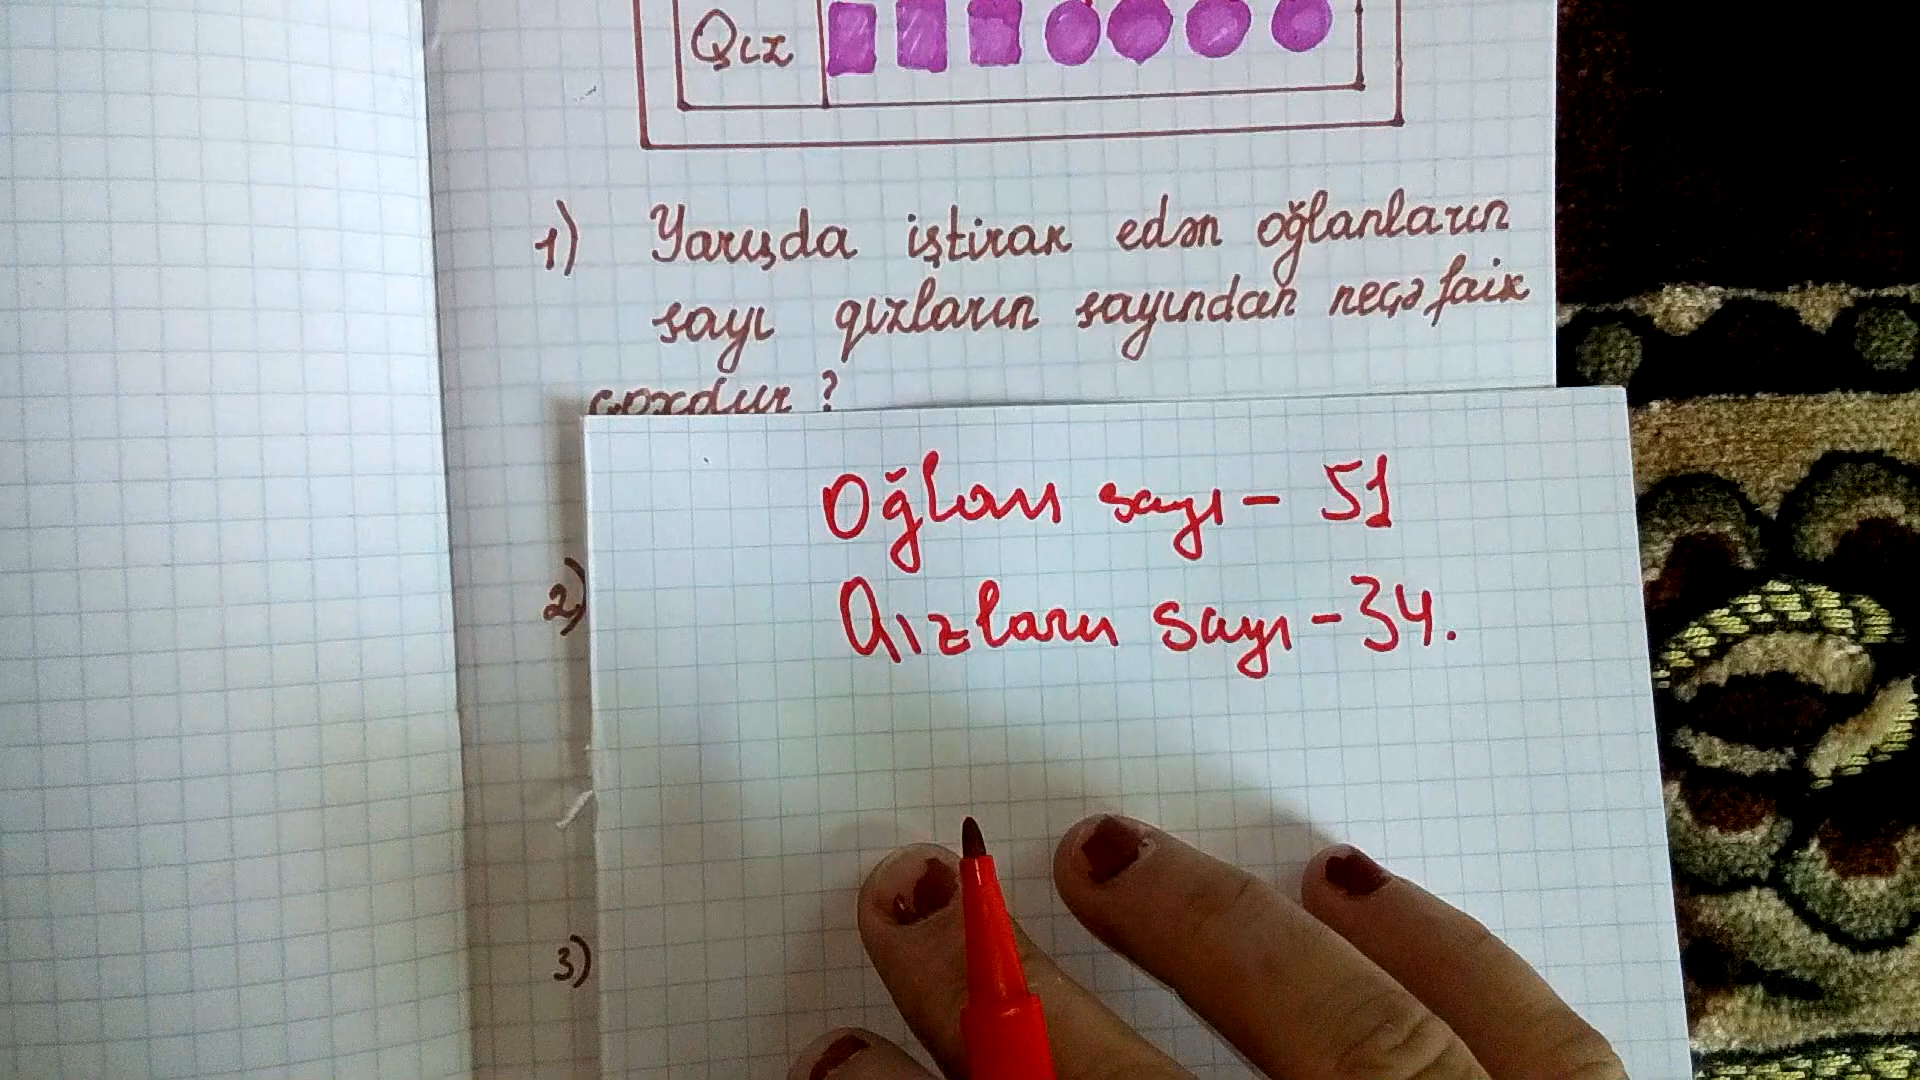 Qız
1) Yarışda iştirak edən oğlanların
sayı qızların sayından neçə faiz
çoxdur ?
Oğlan sayı - 51
Qızların sayı - 34.
2)
3)